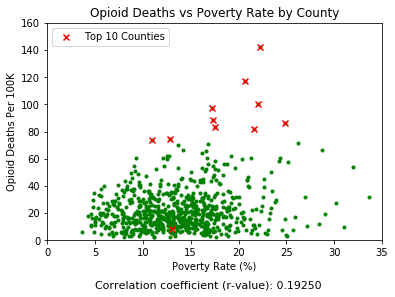 Opioid Deaths vs Poverty Rate by County
Top 10 Counties
Opioid Deaths Per 100K
160
140
120
100
80
60
40
20
0
0 5 10 15 20 25 30 35
Poverty Rate (%)
Correlation coefficient (r-value): 0.19250